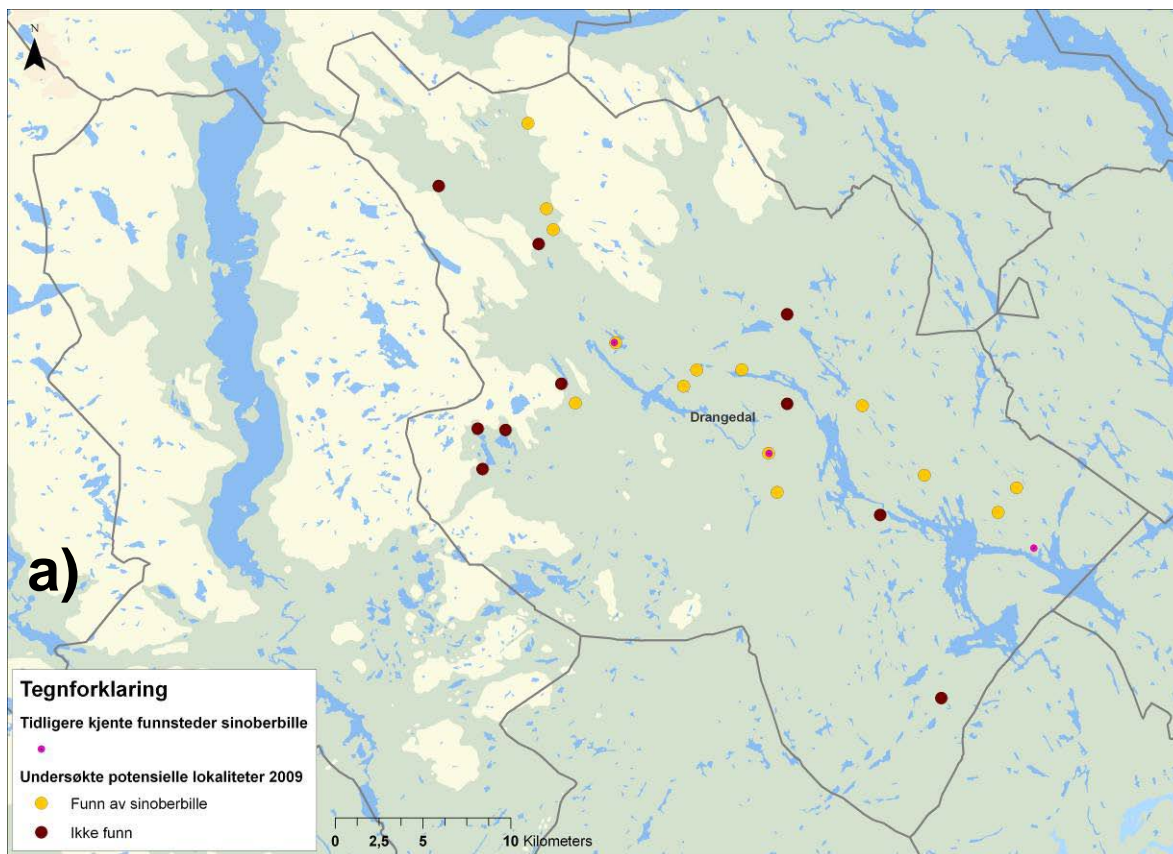 N
Drangedal
a)
Tegnforklaring
Tidligere kjente funnsteder sinoberbille
Undersøkte potensielle lokaliteter 2009
Funn av sinoberbille
Ikke funn
0 2,5 5 10 Kilometers